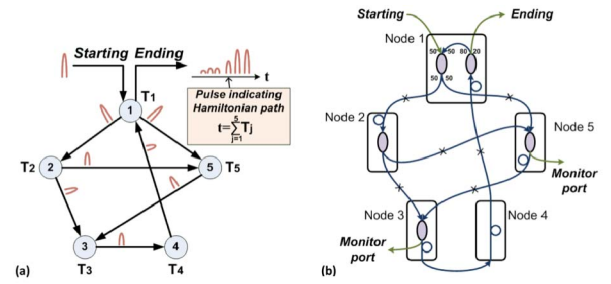 Starting Ending
t
Pulse indicating
Hamiltonian path
t=∑Tj
5
j=1
T1
1
T2
2
5
T5
3
4
T3
T4
(a)
Starting
Ending
Node 1
50 50 80 20
50 50
Node 2
Node 5
Monitor
port
Node 3
Node 4
Monitor
port
(b)